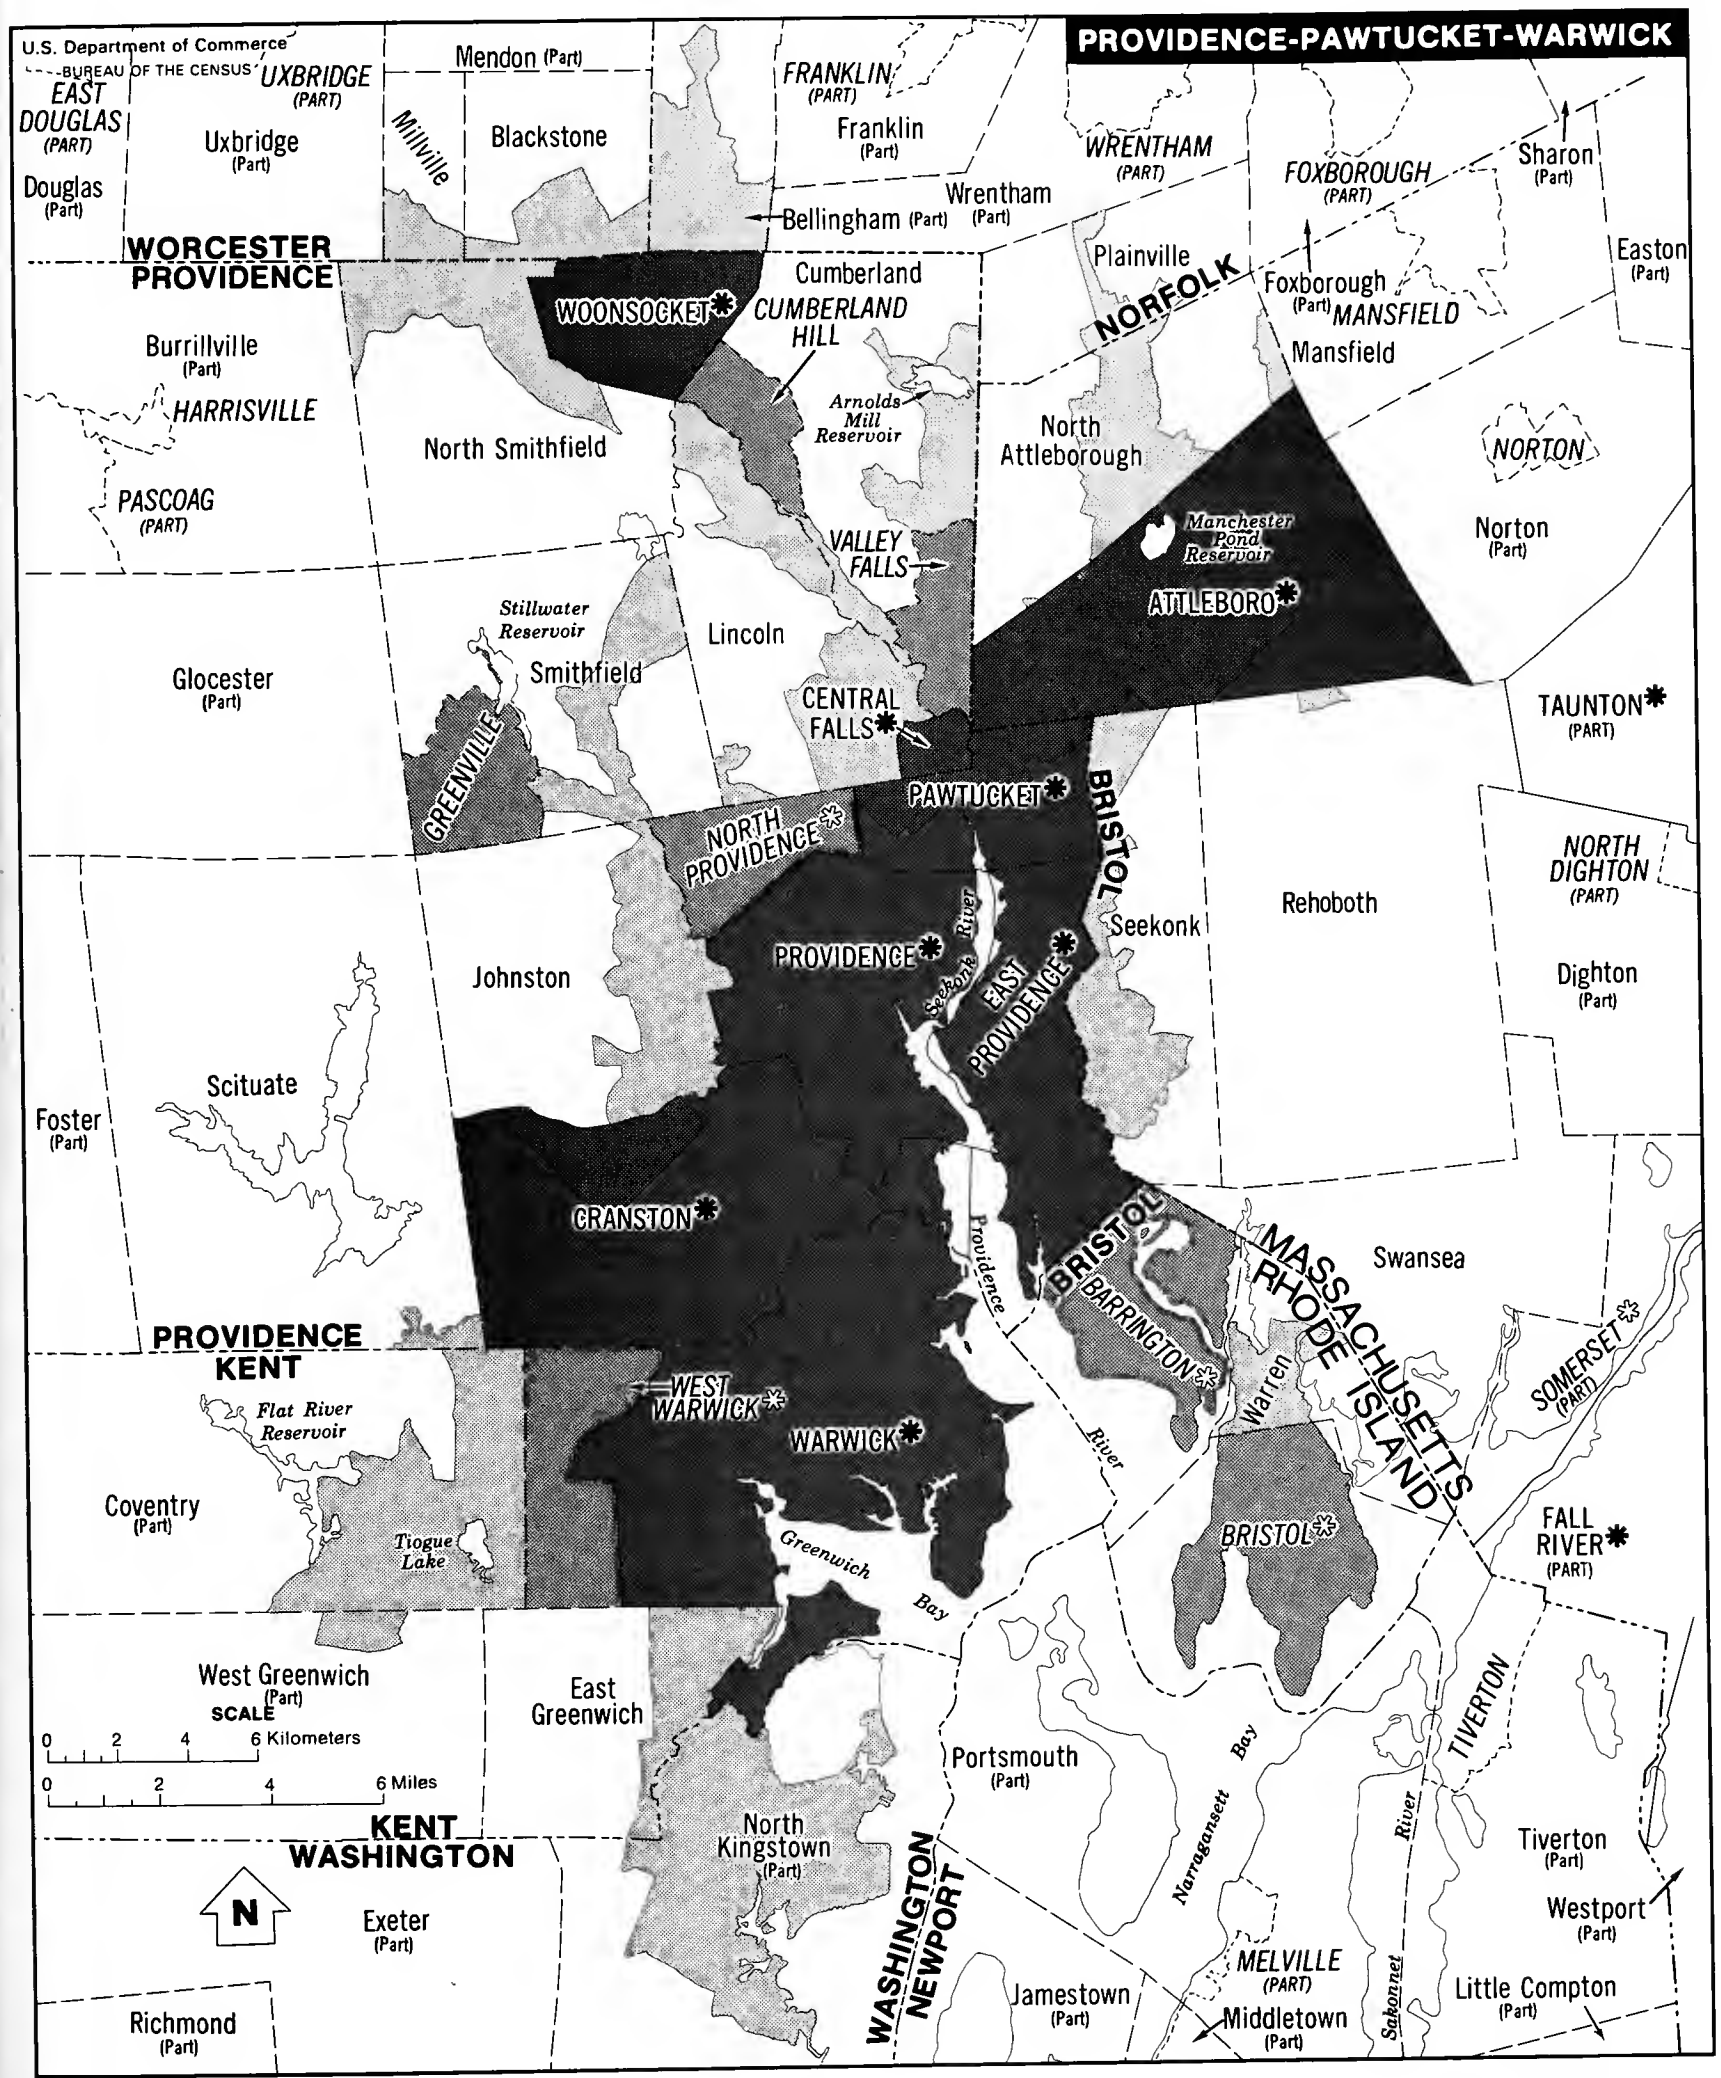 PROVIDENCE-PAWTUCKET-WARWICK
U.S. Department of Commerce
BUREAU OF THE CENSUS
EAST
DOUGLAS
(PART)
UXBRIDGE
(PART)
Uxbridge
(Part)
Douglas
(Part)
Mendon (Part)
Millville
Blackstone
FRANKLIN
(PART)
Franklin
(Part)
Bellingham (Part)
Wrentham
(Part)
WRENTHAM
(PART)
FOXBOROUGH
(PART)
Sharon
(Part)
Easton
(Part)
Plainville
NORFOLK
Foxborough
(Part)
MANSFIELD
Mansfield
WORCESTER
PROVIDENCE
Burrillville
(Part)
HARRISVILLE
PASCOAG
(PART)
WOONSOCKET*
Cumberland
CUMBERLAND
HILL
Arnolds
Mill
Reservoir
North Smithfield
North
Attleborough
NORTON
Norton
(Part)
VALLEY
FALLS
Manchester
Pond
Reservoir
ATTLEBORO*
Stillwater
Reservoir
Smithfield
Lincoln
Glocester
(Part)
GREENVILLE
CENTRAL
FALLS*
TAUNTON*
(PART)
PAWTUCKET*
BRISTOL
NORTH
PROVIDENCE*
NORTH
DIGHTON
(PART)
Rehoboth
Seekonk
Dighton
(Part)
Johnston
PROVIDENCE*
Seekonk River
EAST
PROVIDENCE*
Scituate
Foster
(Part)
CRANSTON*
Providence
River
BRISTOL
BARRINGTON*
MASSACHUSETTS
RHODE ISLAND
Swansea
SOMERSET*
(PART)
Warren
PROVIDENCE
KENT
WEST
WARWICK*
WARWICK*
Flat River
Reservoir
Coventry
(Part)
Tiogue
Lake
Greenwich
Bay
BRISTOL*
FALL
RIVER*
(PART)
West Greenwich
(Part)
East
Greenwich
SCALE
0 2 4 6 Kilometers
0 2 4 6 Miles
KENT
WASHINGTON
N
Exeter
(Part)
Richmond
(Part)
North
Kingstown
(Part)
WASHINGTON
NEWPORT
Portsmouth
(Part)
Narragansett Bay
TIVERTON
Sakonnet River
Tiverton
(Part)
Westport
(Part)
Little Compton
(Part)
MELVILLE
(PART)
Middletown
(Part)
Jamestown
(Part)